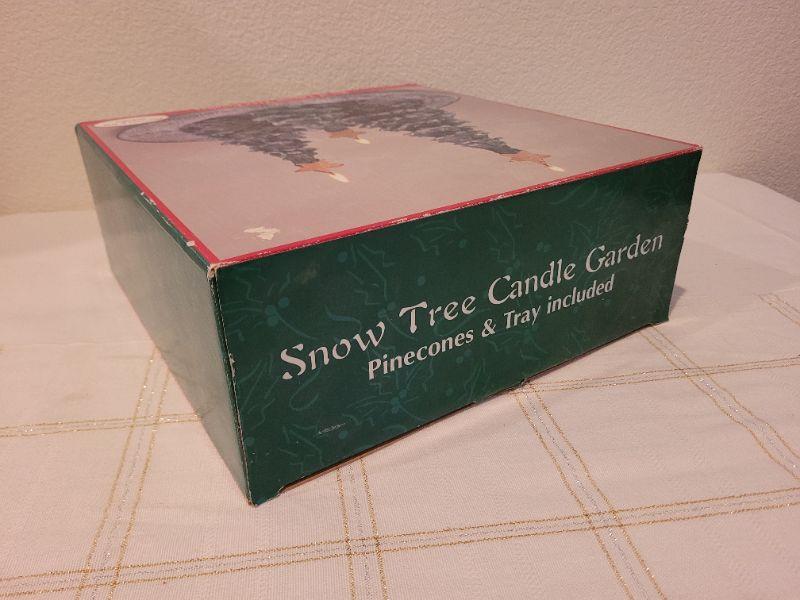 Snow Tree Candle Garden
Pinecones & Tray included